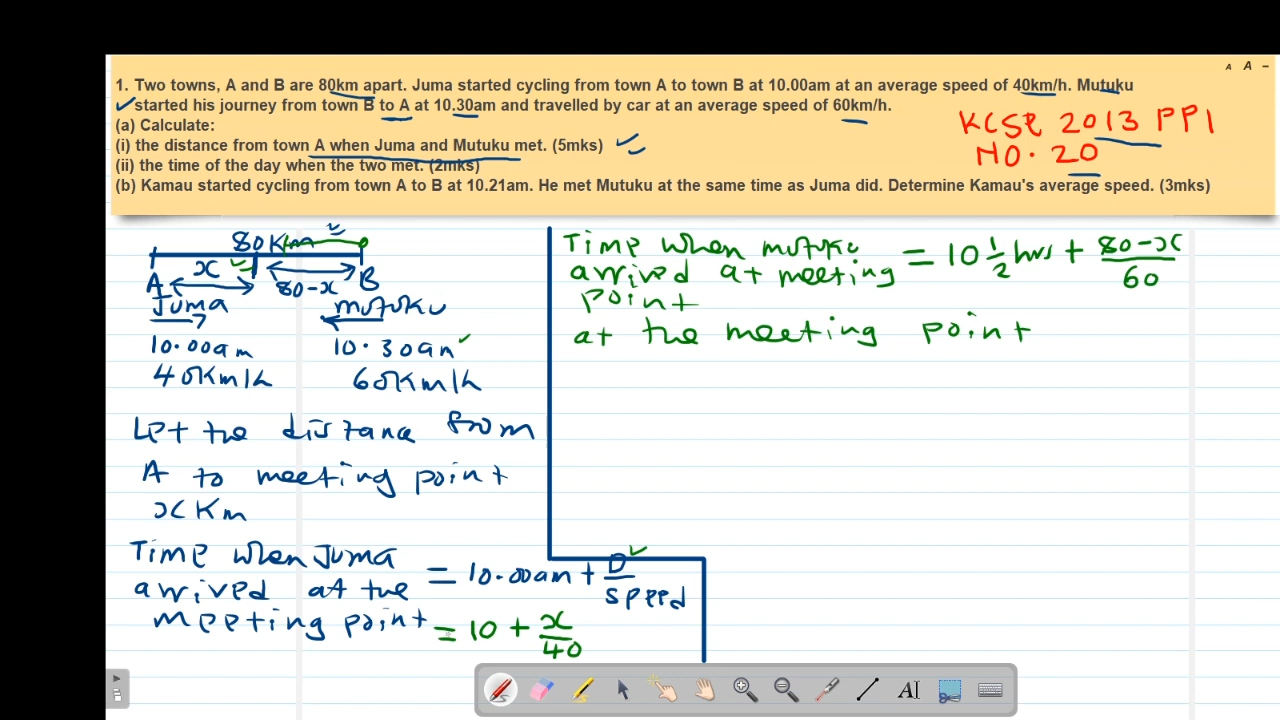 1. Two towns, A and B are 80km apart. Juma started cycling from town A to town B at 10.00am at an average speed of 40km/h. Mutuku
started his journey from town B to A at 10.30am and travelled by car at an average speed of 60km/h.
(a) Calculate:
(i) the distance from town A when Juma and Mutuku met. (5mks)
(ii) the time of the day when the two met. (2mks)
(b) Kamau started cycling from town A to B at 10.21am. He met Mutuku at the same time as Juma did. Determine Kamau's average speed. (3mks)
A A –
KCSE 2013 PP1
NO. 20
80Km
x
A 80-x B
Juma mutuku
10.00am 10.30am
40Km/h 60Km/h
Let the distance from
A to meeting point
x Km
Time when Juma
arrived at the
meeting point
= 10.00am + D/speed
= 10 + x/40
Time when mutuku
arrived at meeting
point
= 10 1/2 hrs + 80-x/60
at the meeting point
AI